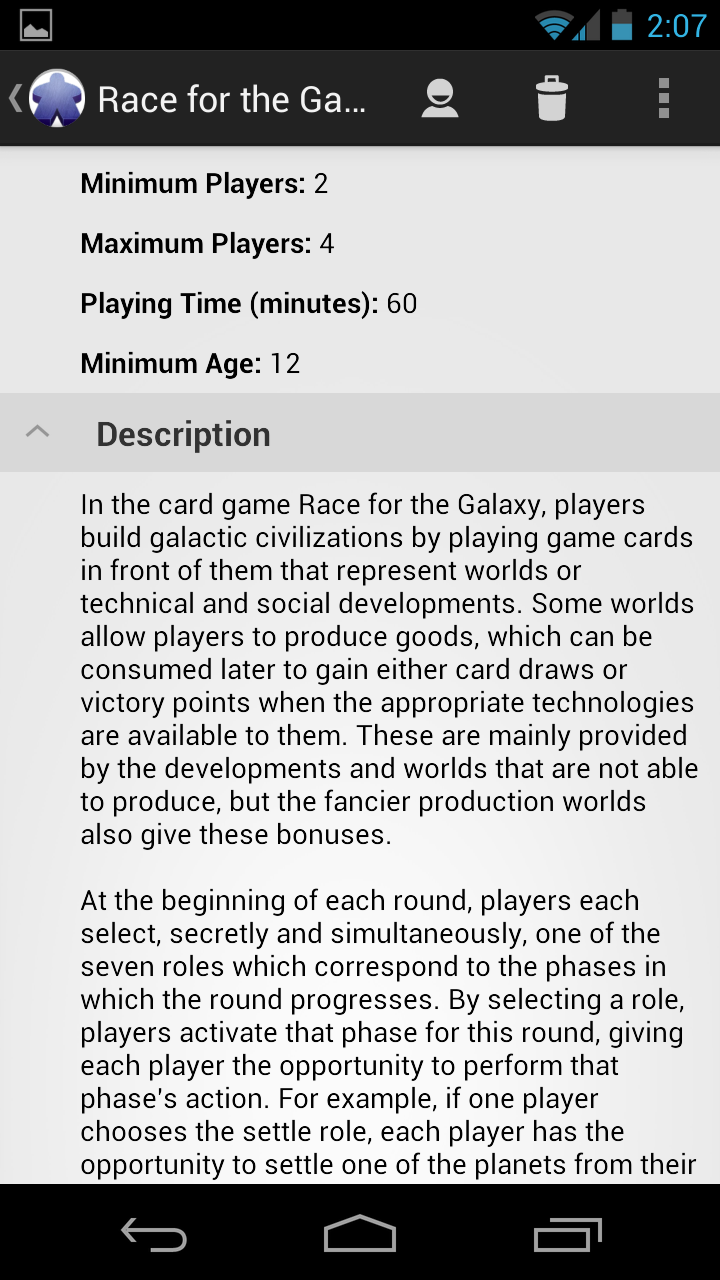 2:07
Race for the Ga...
Minimum Players: 2
Maximum Players: 4
Playing Time (minutes): 60
Minimum Age: 12
Description
In the card game Race for the Galaxy, players
build galactic civilizations by playing game cards
in front of them that represent worlds or
technical and social developments. Some worlds
allow players to produce goods, which can be
consumed later to gain either card draws or
victory points when the appropriate technologies
are available to them. These are mainly provided
by the developments and worlds that are not able
to produce, but the fancier production worlds
also give these bonuses.
At the beginning of each round, players each
select, secretly and simultaneously, one of the
seven roles which correspond to the phases in
which the round progresses. By selecting a role,
players activate that phase for this round, giving
each player the opportunity to perform that
phase's action. For example, if one player
chooses the settle role, each player has the
opportunity to settle one of the planets from their